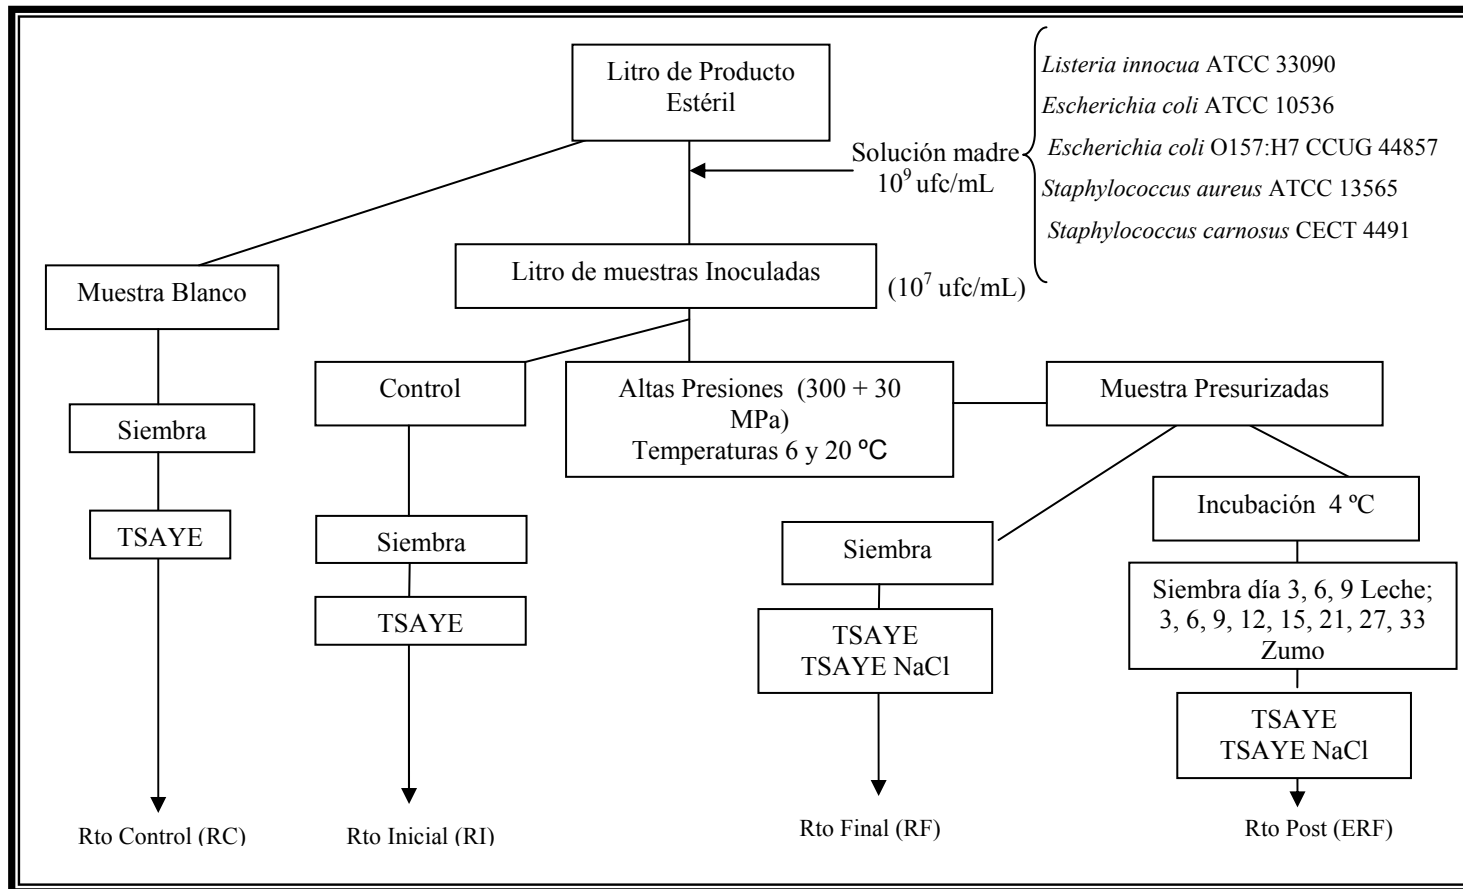 Litro de Producto
Estéril
Solución madre
10⁹ ufc/mL
Listeria innocua ATCC 33090
Escherichia coli ATCC 10536
Escherichia coli O157:H7 CCUG 44857
Staphylococcus aureus ATCC 13565
Staphylococcus carnosus CECT 4491
Muestra Blanco
Litro de muestras Inoculadas
(10⁷ ufc/mL)
Control
Altas Presiones (300 + 30
MPa)
Temperaturas 6 y 20 ºC
Muestra Presurizadas
Siembra
TSAYE
Siembra
TSAYE
Siembra
TSAYE
TSAYE NaCl
Incubación 4 ºC
Siembra día 3, 6, 9 Leche;
3, 6, 9, 12, 15, 21, 27, 33
Zumo
TSAYE
TSAYE NaCl
Rto Control (RC)
Rto Inicial (RI)
Rto Final (RF)
Rto Post (ERF)